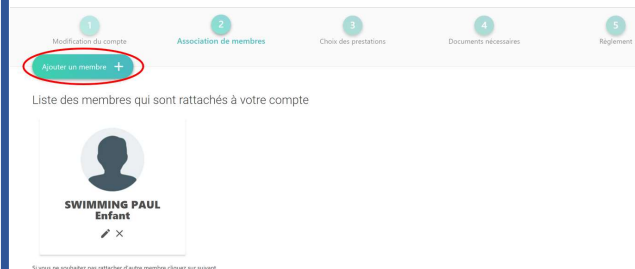 1 2 3 4 5
Modification du compte Association de membres Choix des prestations Documents nécessaires Règlement
Ajouter un membre +
Liste des membres qui sont rattachés à votre compte
SWIMMING PAUL
Enfant
Si vous ne souhaitez pas rattacher d'autre membre cliquez sur suivant